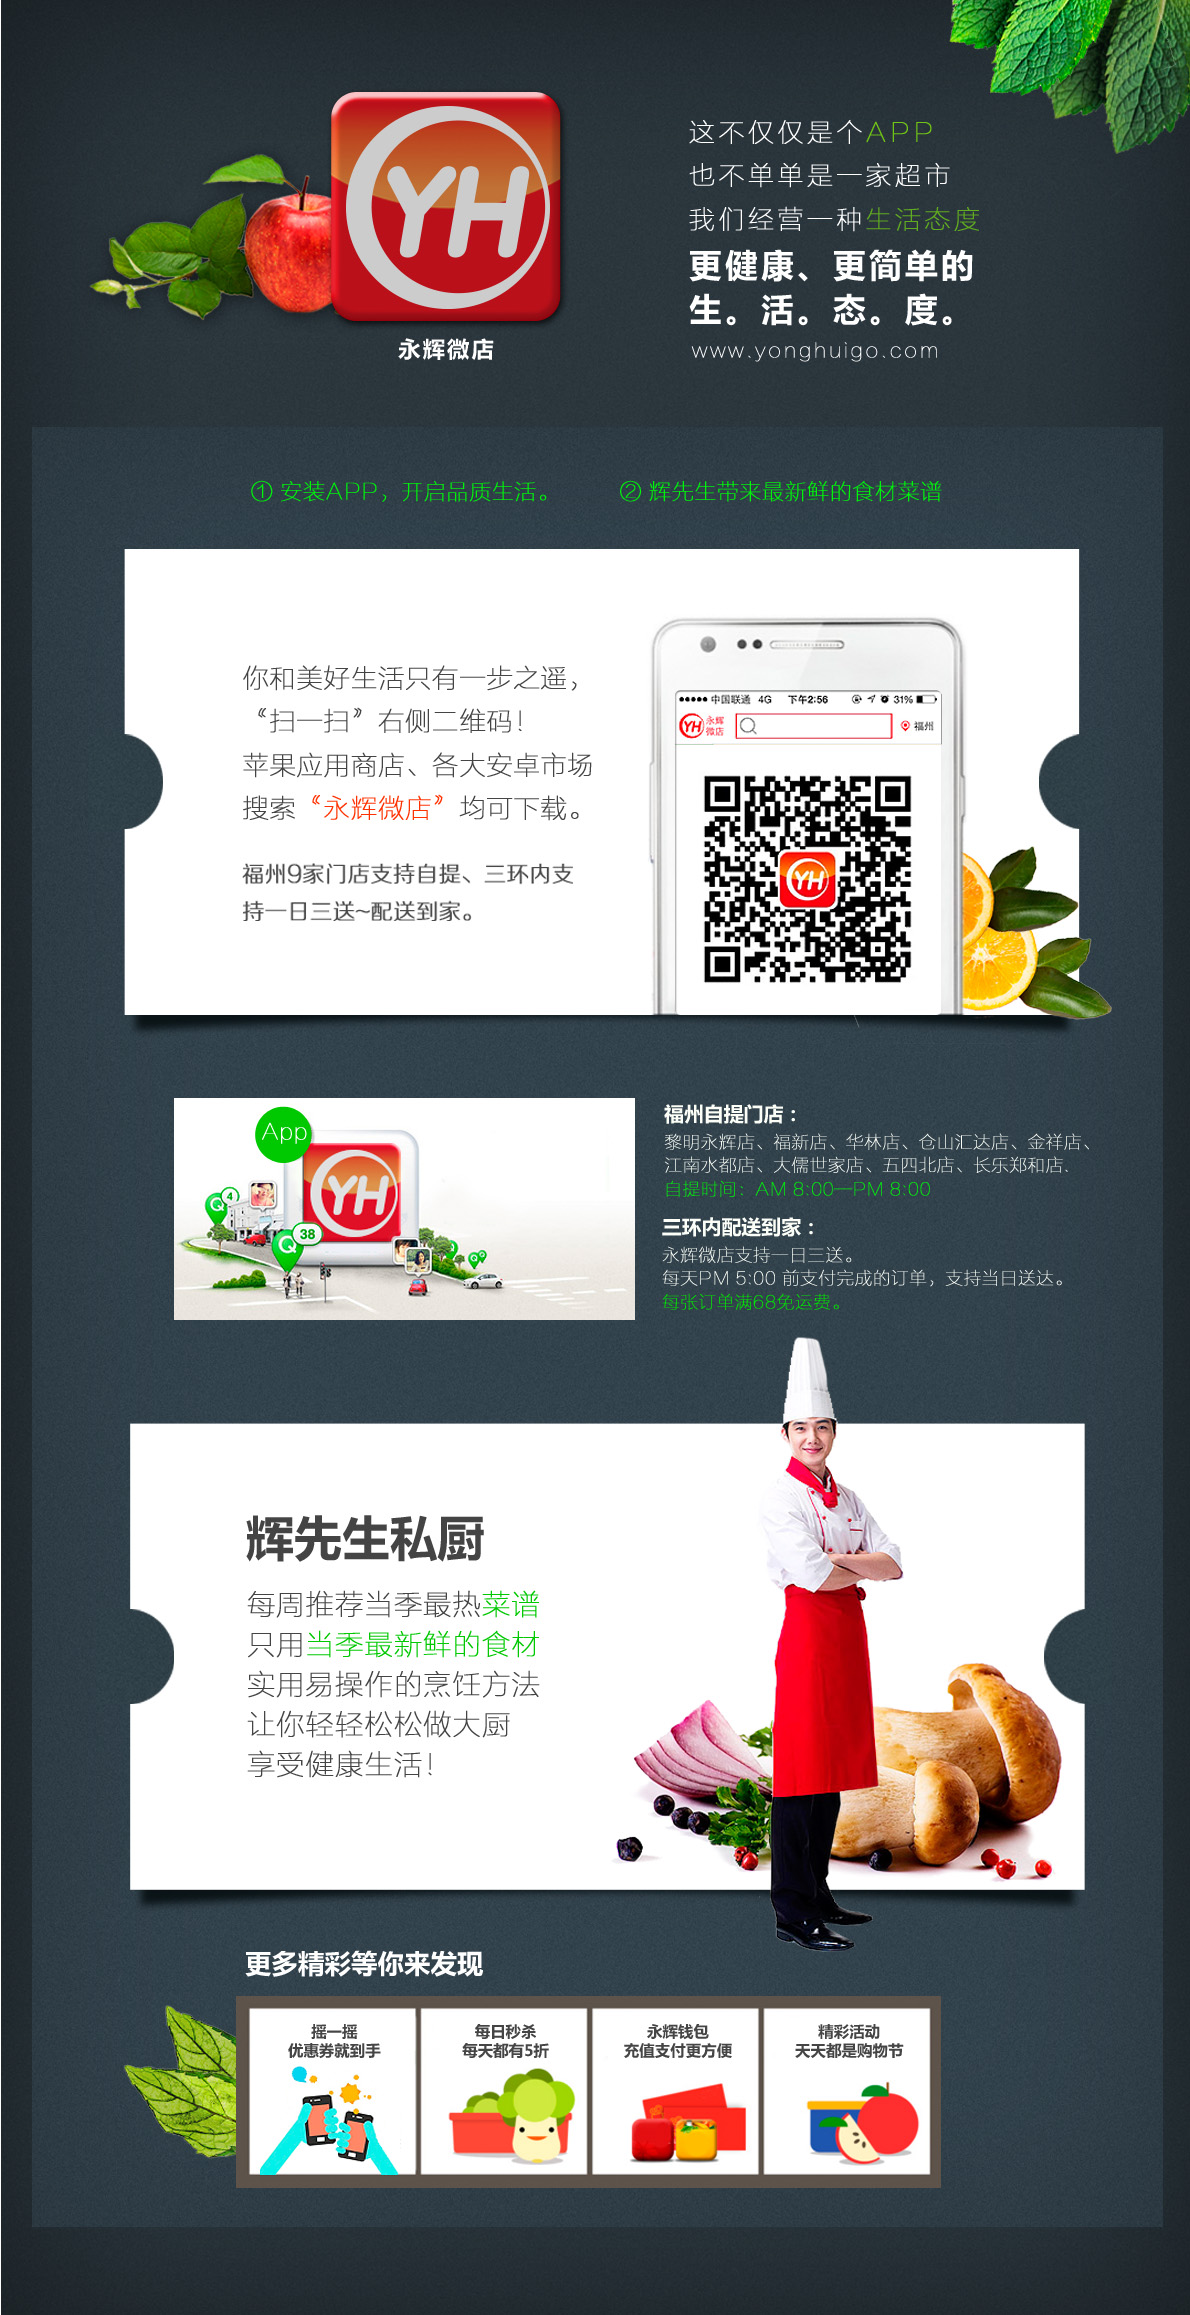 YH
永辉微店
这不仅仅是个APP
也不单单是一家超市
我们经营一种生活态度
更健康、更简单的
生。活。态。度。
www.yonghuigo.com
① 安装APP，开启品质生活。
② 辉先生带来最新鲜的食材菜谱
你和美好生活只有一步之遥，
“扫一扫”右侧二维码！
苹果应用商店、各大安卓市场
搜索“永辉微店”均可下载。
福州9家门店支持自提、三环内支
持一日三送~配送到家。
中国联通 4G 下午2:56 31%
YH 永辉
微店
福州
YH
App
YH
Q 4
Q 38
福州自提门店：
黎明永辉店、福新店、华林店、仓山汇达店、金祥店、
江南水都店、大儒世家店、五四北店、长乐郑和店.
自提时间：AM 8:00—PM 8:00
三环内配送到家：
永辉微店支持一日三送。
每天PM 5:00 前支付完成的订单，支持当日送达。
每张订单满68免运费。
辉先生私厨
每周推荐当季最热菜谱
只用当季最新鲜的食材
实用易操作的烹饪方法
让你轻轻松松做大厨
享受健康生活！
更多精彩等你来发现
摇一摇
优惠券就到手
每日秒杀
每天都有5折
永辉钱包
充值支付更方便
精彩活动
天天都是购物节